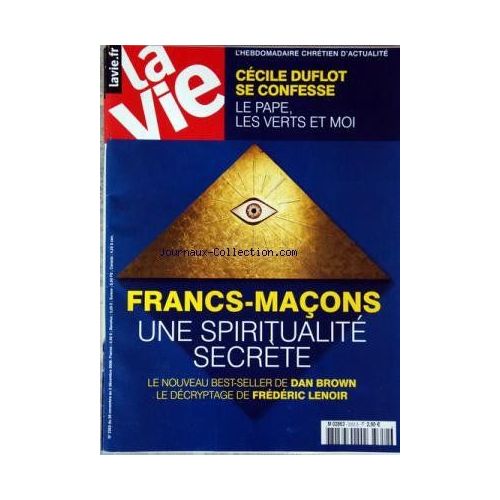 lavie.fr
la
vie
L'HEBDOMADAIRE CHRÉTIEN D'ACTUALITÉ
CÉCILE DUFLOT
SE CONFESSE
LE PAPE,
LES VERTS ET MOI
Journaux-Collection.com
FRANCS-MAÇONS
UNE SPIRITUALITÉ
SECRÈTE
LE NOUVEAU BEST-SELLER DE DAN BROWN
LE DÉCRYPTAGE DE FRÉDÉRIC LENOIR